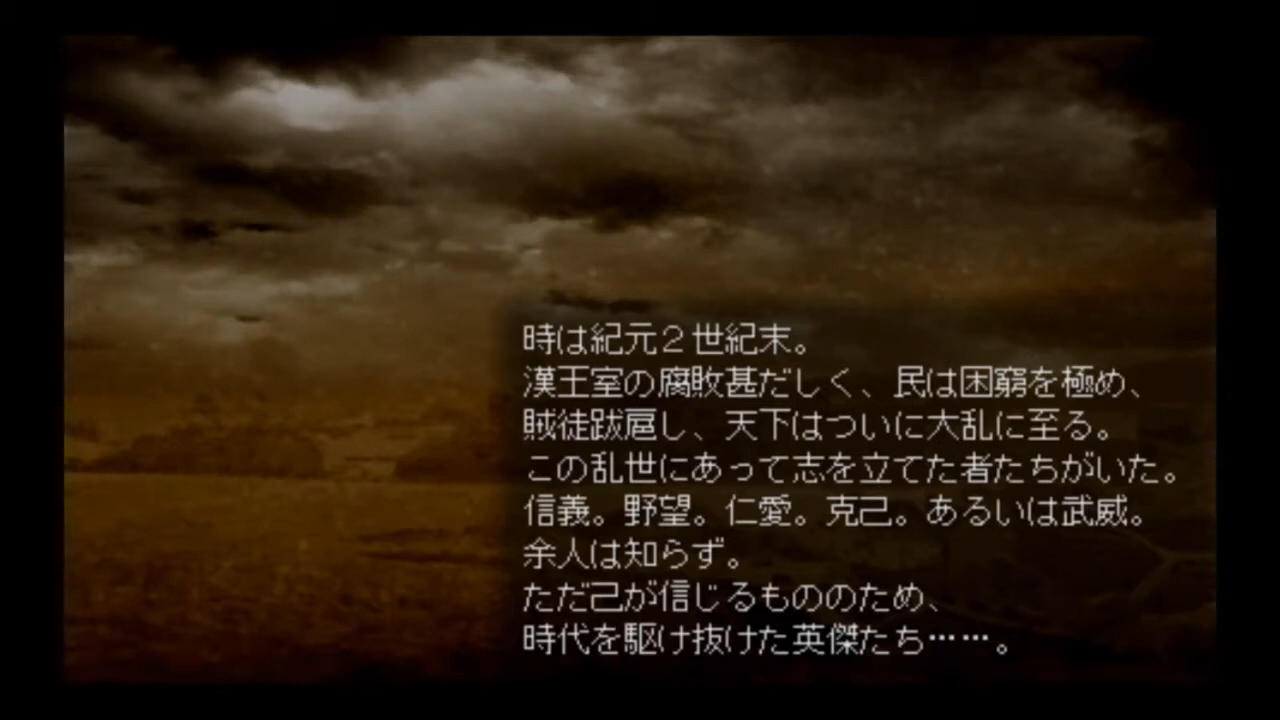 時は紀元２世紀末。
漢王室の腐敗甚だしく、民は困窮を極め、
賊徒跋扈し、天下はついに大乱に至る。
この乱世にあって志を立てた者たちがいた。
信義。野望。仁愛。克己。あるいは武威。
余人は知らず。
ただ己が信じるもののため、
時代を駆け抜けた英傑たち……。